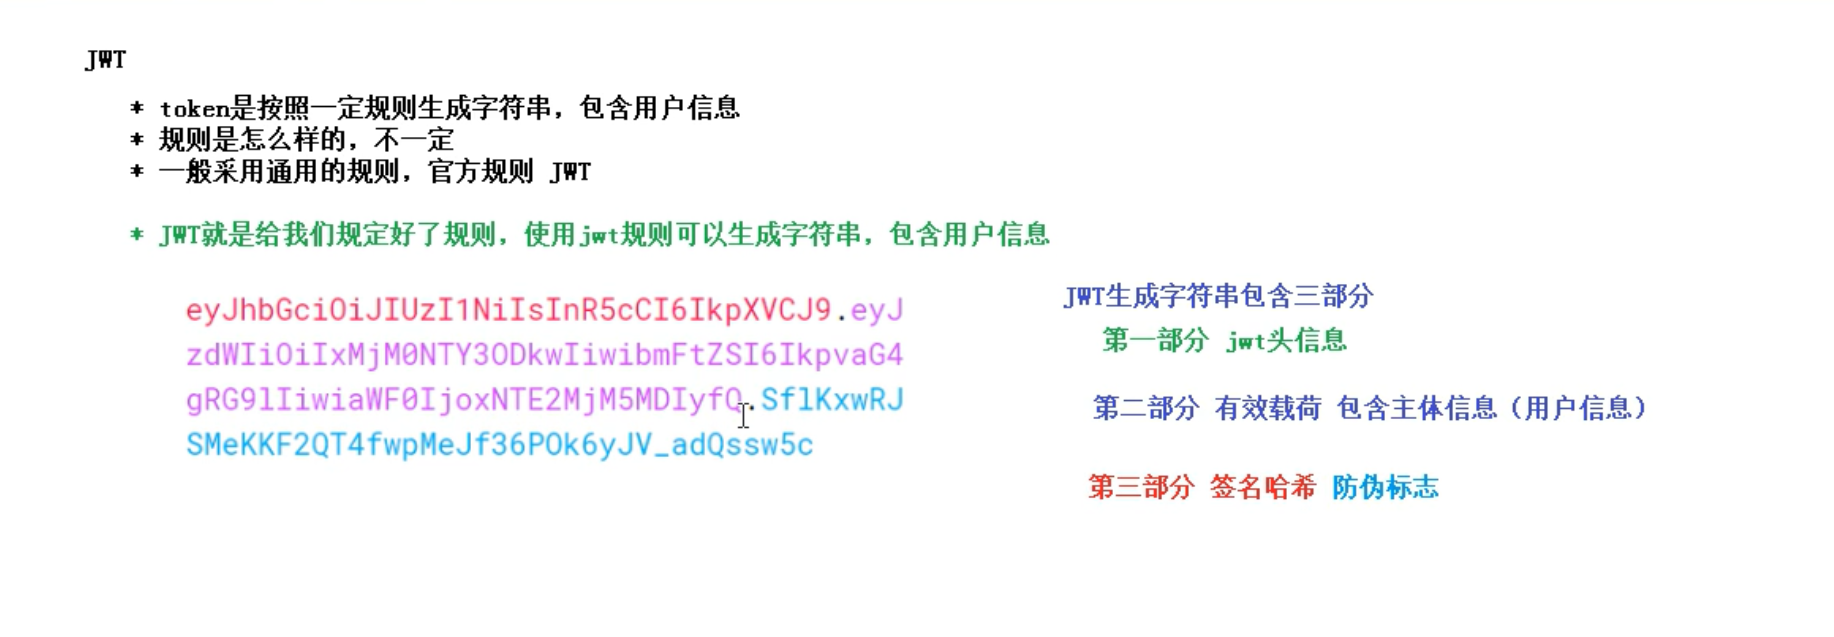 JWT
* token是按照一定规则生成字符串，包含用户信息
* 规则是怎么样的，不一定
* 一般采用通用的规则，官方规则 JWT
* JWT就是给我们规定好了规则，使用jwt规则可以生成字符串，包含用户信息
eyJhbGciOiJIUzI1NiIsInR5cCI6IkpXVCJ9.eyJ
zdWIiOiIxMjM0NTY3ODkwIiwibmFtZSI6IkpvaG4
gRG9lIiwiaWF0IjoxNTE2MjM5MDIyfQ.SflKxwRJ
SMeKKF2QT4fwpMeJf36POk6yJV_adQssw5c
JWT生成字符串包含三部分
第一部分 jwt头信息
第二部分 有效载荷 包含主体信息（用户信息）
第三部分 签名哈希 防伪标志